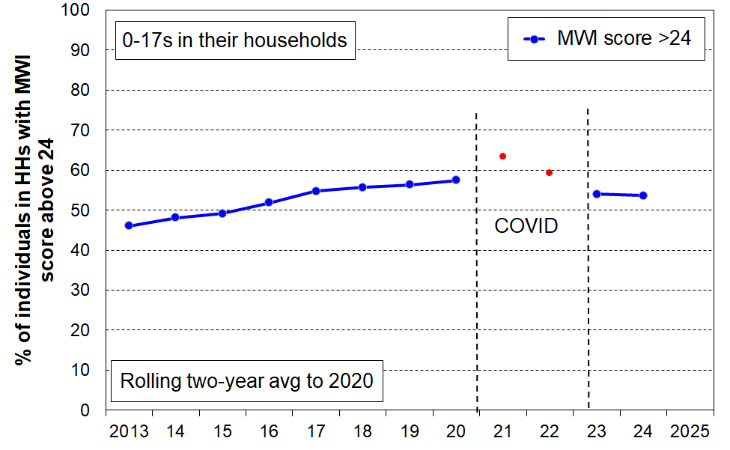 % of individuals in HHs with MWI
score above 24
100
90
80
70
60
50
40
30
20
10
0
0-17s in their households
MWI score >24
COVID
Rolling two-year avg to 2020
2013 14 15 16 17 18 19 20 21 22 23 24 2025